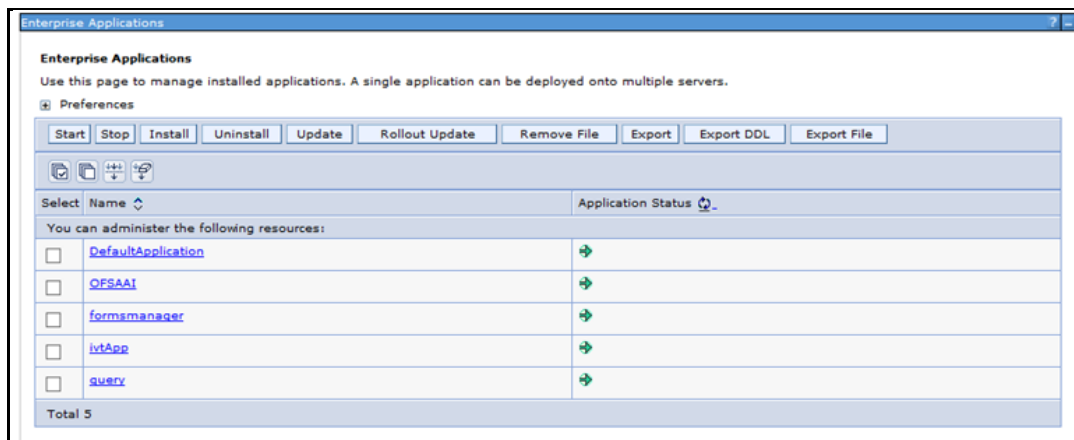 Enterprise Applications
?
Enterprise Applications
Use this page to manage installed applications. A single application can be deployed onto multiple servers.
Preferences
Start Stop Install Uninstall Update Rollout Update Remove File Export Export DDL Export File
Select Name Application Status
You can administer the following resources:
DefaultApplication
OFSAAI
formsmanager
ivtApp
query
Total 5